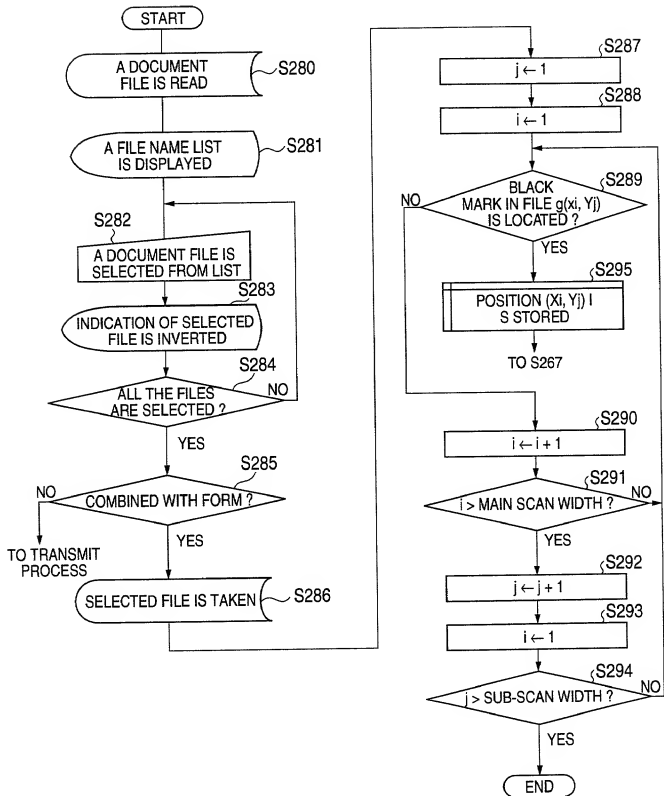 START
A DOCUMENT
FILE IS READ
S280
A FILE NAME LIST
IS DISPLAYED
S281
S282
A DOCUMENT FILE IS
SELECTED FROM LIST
S283
INDICATION OF SELECTED
FILE IS INVERTED
S284
ALL THE FILES
ARE SELECTED ?
NO
YES
S285
COMBINED WITH FORM ?
NO
YES
TO TRANSMIT
PROCESS
SELECTED FILE IS TAKEN
S286
S287
j ← 1
S288
i ← 1
S289
BLACK
MARK IN FILE g(xi, Yj)
IS LOCATED ?
NO
YES
S295
POSITION (Xi, Yj) I
S STORED
TO S267
S290
i ← i + 1
S291
i > MAIN SCAN WIDTH ?
NO
YES
S292
j ← j + 1
S293
i ← 1
S294
j > SUB-SCAN WIDTH ?
NO
YES
END